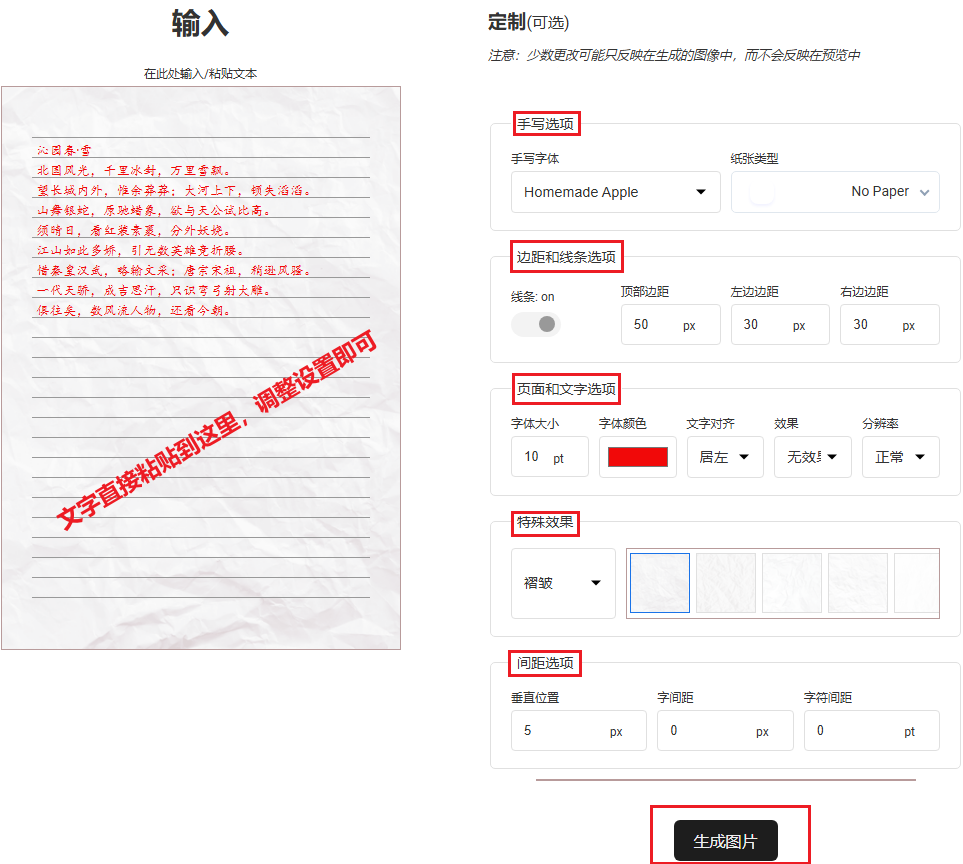 输入
在此处输入/粘贴文本
沁园春·雪
北国风光，千里冰封，万里雪飘。
望长城内外，惟余莽莽；大河上下，顿失滔滔。
山舞银蛇，原驰蜡象，欲与天公试比高。
须晴日，看红装素裹，分外妖娆。
江山如此多娇，引无数英雄竞折腰。
惜秦皇汉武，略输文采；唐宗宋祖，稍逊风骚。
一代天骄，成吉思汗，只识弯弓射大雕。
俱往矣，数风流人物，还看今朝。
文字直接粘贴到这里，调整设置即可
定制(可选)
注意：少数更改可能只反映在生成的图像中，而不会反映在预览中
手写选项
手写字体 纸张类型
Homemade Apple No Paper
边距和线条选项
线条: on 顶部边距 左边边距 右边边距
50 px 30 px 30 px
页面和文字选项
字体大小 字体颜色 文字对齐 效果 分辨率
10 pt 居左 无效果 正常
特殊效果
褶皱
间距选项
垂直位置 字间距 字符间距
5 px 0 px 0 pt
生成图片